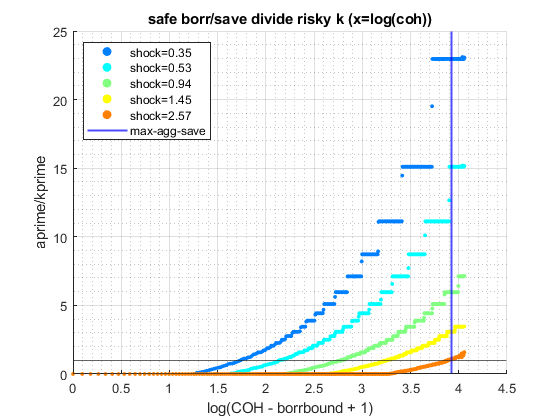 safe borr/save divide risky k (x=log(coh))
25
20
15
10
5
0
aprime/kprime
shock=0.35
shock=0.53
shock=0.94
shock=1.45
shock=2.57
max-agg-save
0 0.5 1 1.5 2 2.5 3 3.5 4 4.5
log(COH - borrbound + 1)